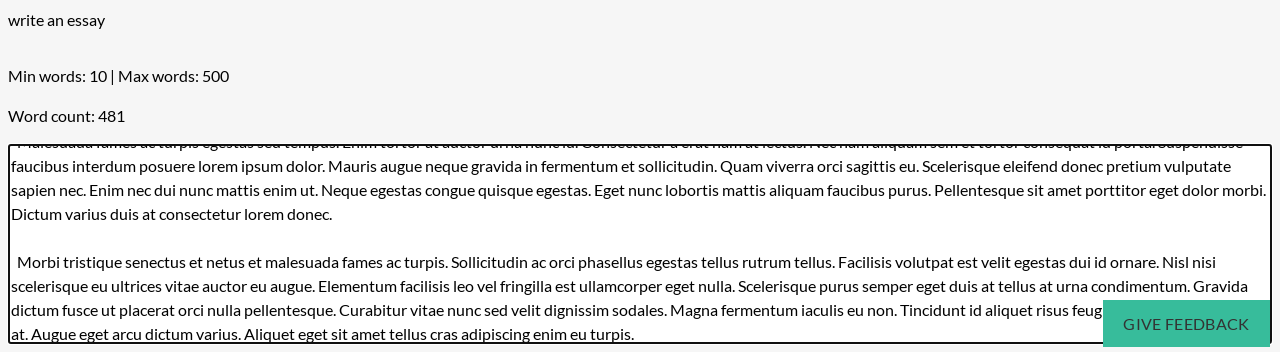 write an essay
Min words: 10 | Max words: 500
Word count: 481
faucibus interdum posuere lorem ipsum dolor. Mauris augue neque gravida in fermentum et sollicitudin. Quam viverra orci sagittis eu. Scelerisque eleifend donec pretium vulputate
sapien nec. Enim nec dui nunc mattis enim ut. Neque egestas congue quisque egestas. Eget nunc lobortis mattis aliquam faucibus purus. Pellentesque sit amet porttitor eget dolor morbi.
Dictum varius duis at consectetur lorem donec.
Morbi tristique senectus et netus et malesuada fames ac turpis. Sollicitudin ac orci phasellus egestas tellus rutrum tellus. Facilisis volutpat est velit egestas dui id ornare. Nisl nisi
scelerisque eu ultrices vitae auctor eu augue. Elementum facilisis leo vel fringilla est ullamcorper eget nulla. Scelerisque purus semper eget duis at tellus at urna condimentum. Gravida
dictum fusce ut placerat orci nulla pellentesque. Curabitur vitae nunc sed velit dignissim sodales. Magna fermentum iaculis eu non. Tincidunt id aliquet risus
at. Augue eget arcu dictum varius. Aliquet eget sit amet tellus cras adipiscing enim eu turpis.
GIVE FEEDBACK